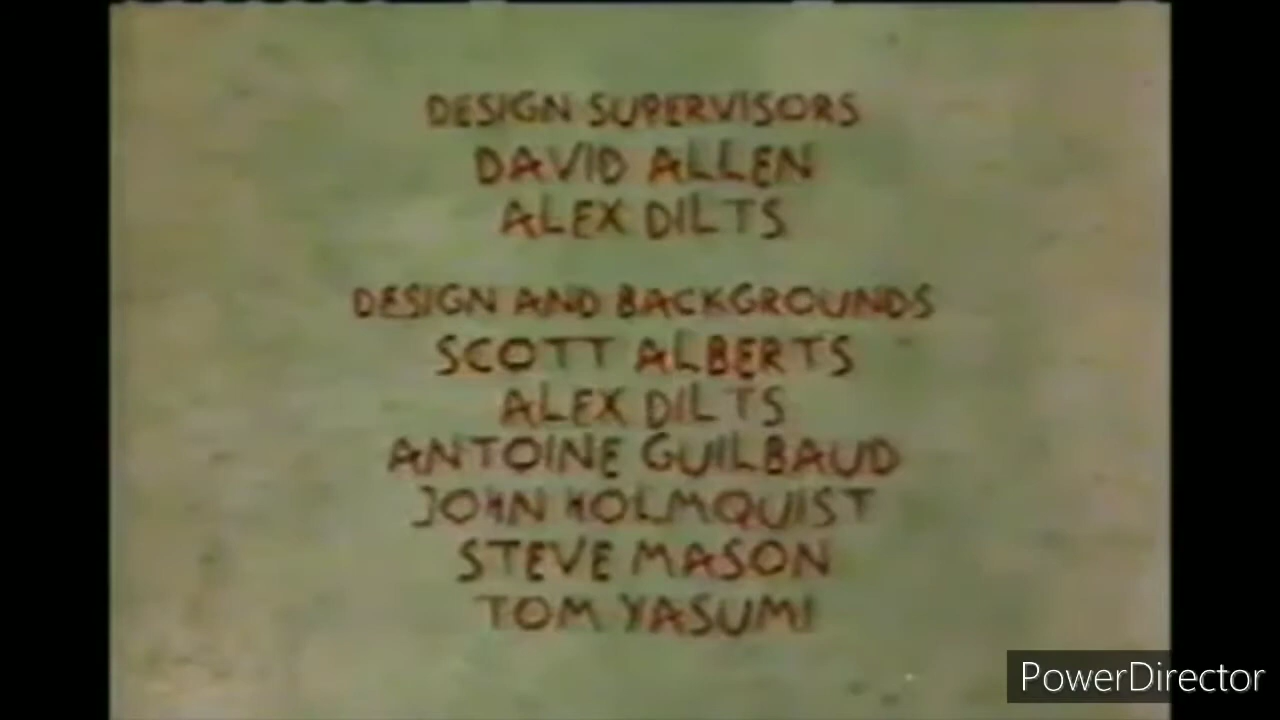 DESIGN SUPERVISORS
DAVID ALLEN
ALEX DILTS
DESIGN AND BACKGROUNDS
SCOTT ALBERTS
ALEX DILTS
ANTOINE GUILBAUD
JOHN HOLMQUIST
STEVE MASON
TOM YASUMI
PowerDirector